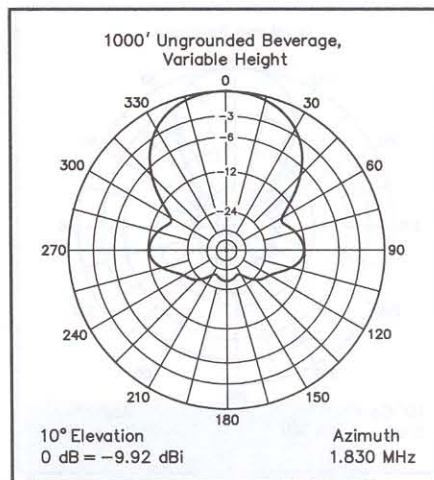 1000' Ungrounded Beverage,
Variable Height
0
330
30
-3
-6
300
60
-12
-24
270
90
240
120
210
150
180
10° Elevation
Azimuth
0 dB = -9.92 dBi
1.830 MHz